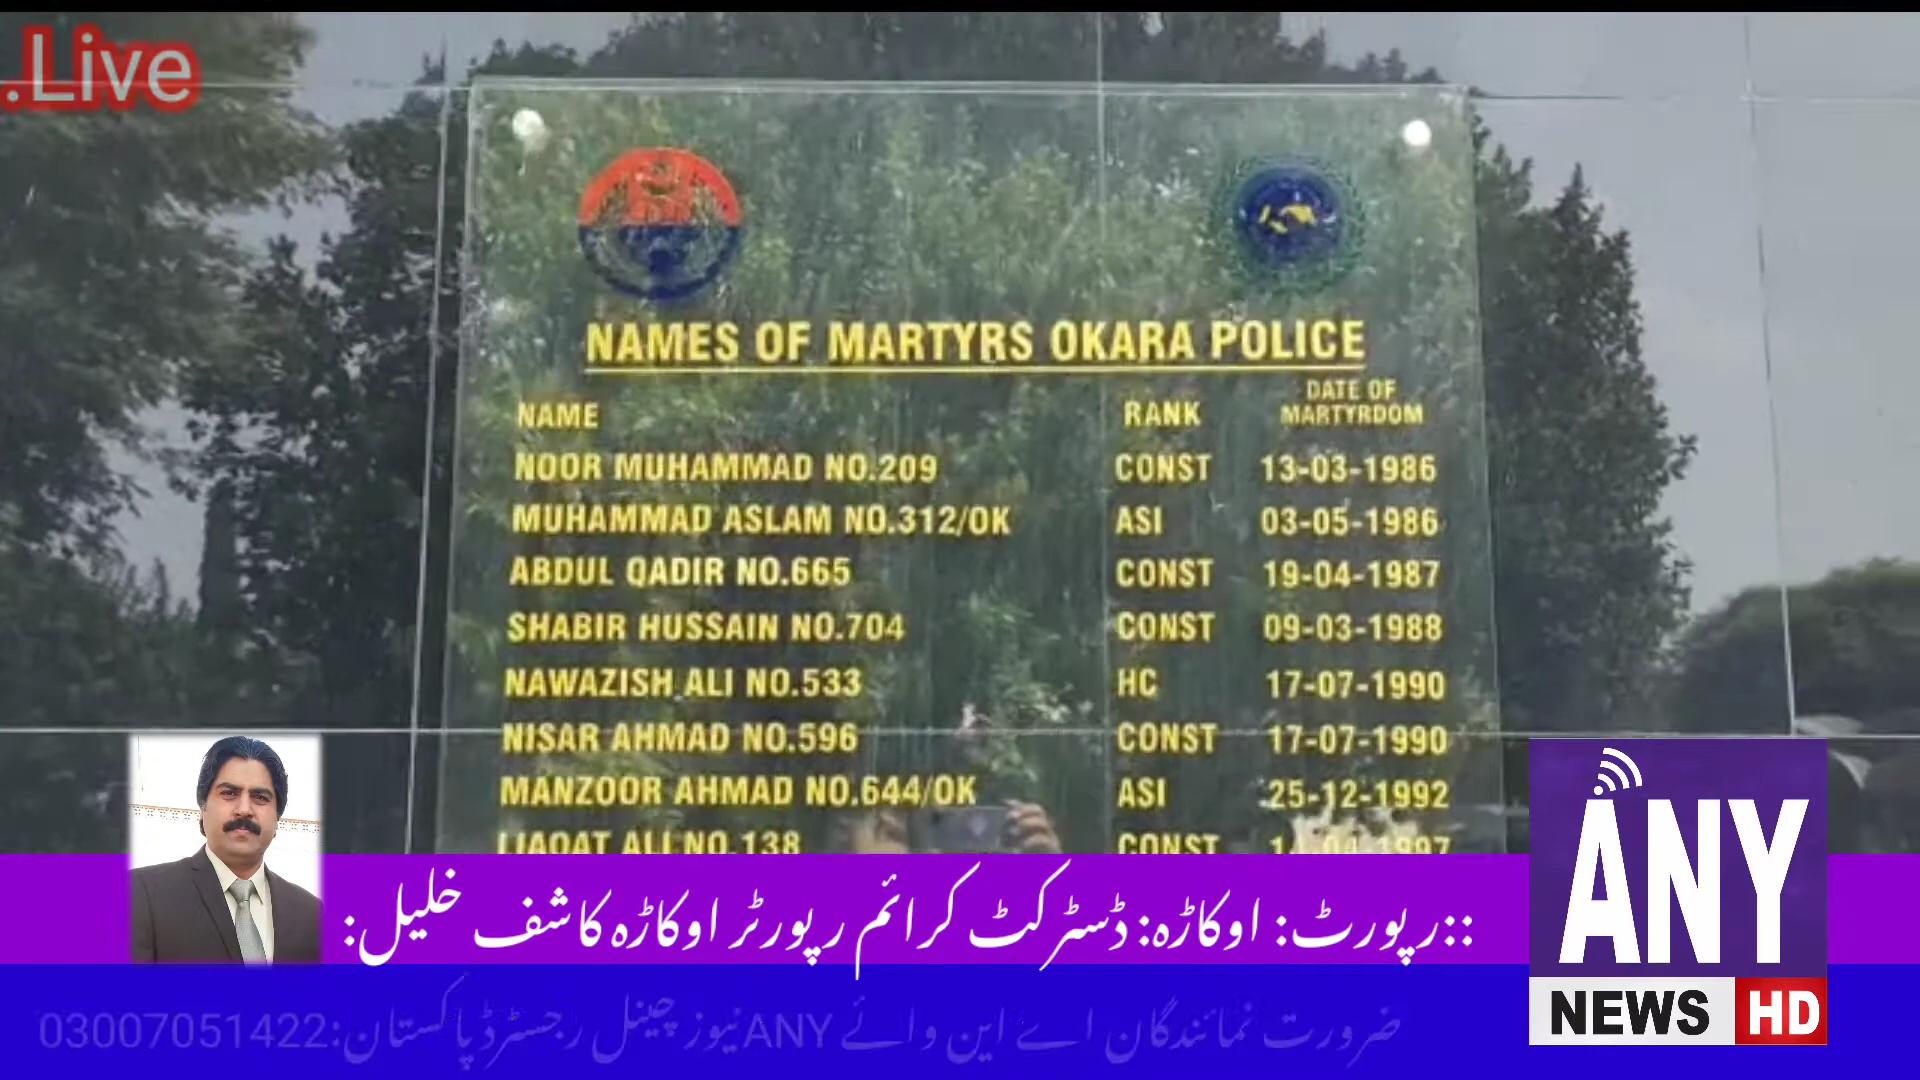 .Live
NAMES OF MARTYRS OKARA POLICE
NAME RANK DATE OF MARTYRDOM
NOOR MUHAMMAD NO.209 CONST 13-03-1986
MUHAMMAD ASLAM NO.312/OK ASI 03-05-1986
ABDUL QADIR NO.665 CONST 19-04-1987
SHABIR HUSSAIN NO.704 CONST 09-03-1988
NAWAZISH ALI NO.533 HC 17-07-1990
NISAR AHMAD NO.596 CONST 17-07-1990
MANZOOR AHMAD NO.644/OK ASI 25-12-1992
LIAQAT ALI NO.138 CONST
::رپورٹ: اوکاڑہ: ڈسٹرکٹ کرائم رپورٹر اوکاڑہ کاشف خلیل:
ضرورت نمائندگان اے این وائے ANY نیوز چینل رجسٹرڈ پاکستان:03007051422
ANY
NEWS HD